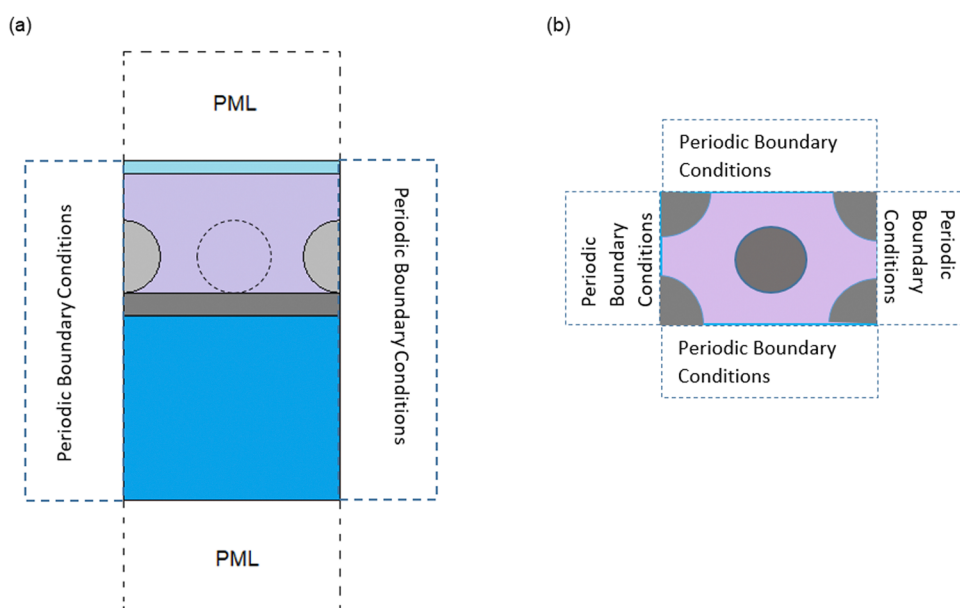 (a)
PML
Periodic Boundary Conditions
Periodic Boundary Conditions
PML
(b)
Periodic Boundary
Conditions
Periodic
Boundary
Conditions
Periodic
Boundary
Conditions
Periodic Boundary
Conditions